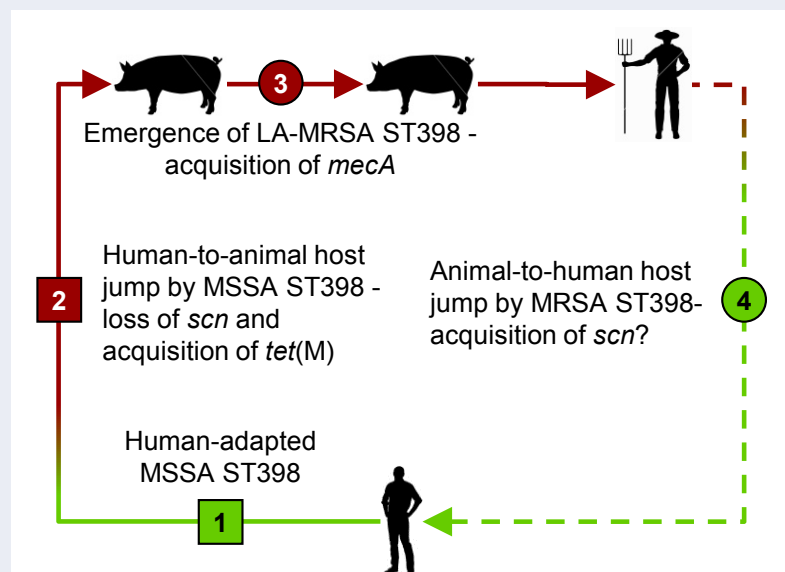 3
Emergence of LA-MRSA ST398 -
acquisition of mecA
2
Human-to-animal host
jump by MSSA ST398 -
loss of scn and
acquisition of tet(M)
Animal-to-human host
jump by MRSA ST398-
acquisition of scn?
4
Human-adapted
MSSA ST398
1